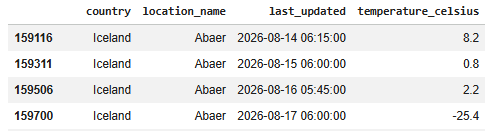 country location_name last_updated temperature_celsius
159116 Iceland Abaer 2026-08-14 06:15:00 8.2
159311 Iceland Abaer 2026-08-15 06:00:00 0.8
159506 Iceland Abaer 2026-08-16 05:45:00 2.2
159700 Iceland Abaer 2026-08-17 06:00:00 -25.4